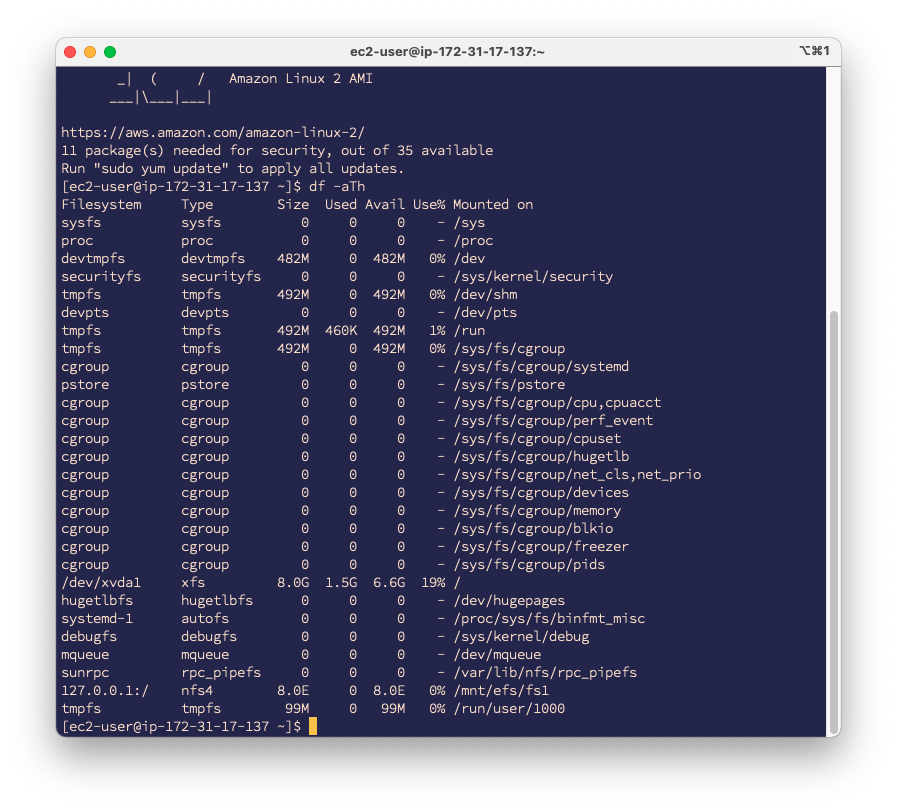 ec2-user@ip-172-31-17-137:~ ⌥⌘1
       _|  (     /   Amazon Linux 2 AMI
      ___|\___|___|
https://aws.amazon.com/amazon-linux-2/
11 package(s) needed for security, out of 35 available
Run "sudo yum update" to apply all updates.
[ec2-user@ip-172-31-17-137 ~]$ df -aTh
Filesystem     Type        Size  Used Avail Use% Mounted on
sysfs          sysfs          0     0     0    - /sys
proc           proc           0     0     0    - /proc
devtmpfs       devtmpfs    482M     0  482M   0% /dev
securityfs     securityfs     0     0     0    - /sys/kernel/security
tmpfs          tmpfs       492M     0  492M   0% /dev/shm
devpts         devpts         0     0     0    - /dev/pts
tmpfs          tmpfs       492M  460K  492M   1% /run
tmpfs          tmpfs       492M     0  492M   0% /sys/fs/cgroup
cgroup         cgroup         0     0     0    - /sys/fs/cgroup/systemd
pstore         pstore         0     0     0    - /sys/fs/pstore
cgroup         cgroup         0     0     0    - /sys/fs/cgroup/cpu,cpuacct
cgroup         cgroup         0     0     0    - /sys/fs/cgroup/perf_event
cgroup         cgroup         0     0     0    - /sys/fs/cgroup/cpuset
cgroup         cgroup         0     0     0    - /sys/fs/cgroup/hugetlb
cgroup         cgroup         0     0     0    - /sys/fs/cgroup/net_cls,net_prio
cgroup         cgroup         0     0     0    - /sys/fs/cgroup/devices
cgroup         cgroup         0     0     0    - /sys/fs/cgroup/memory
cgroup         cgroup         0     0     0    - /sys/fs/cgroup/blkio
cgroup         cgroup         0     0     0    - /sys/fs/cgroup/freezer
cgroup         cgroup         0     0     0    - /sys/fs/cgroup/pids
/dev/xvda1     xfs         8.0G  1.5G  6.6G  19% /
hugetlbfs      hugetlbfs      0     0     0    - /dev/hugepages
systemd-1      autofs         0     0     0    - /proc/sys/fs/binfmt_misc
debugfs        debugfs        0     0     0    - /sys/kernel/debug
mqueue         mqueue         0     0     0    - /dev/mqueue
sunrpc         rpc_pipefs     0     0     0    - /var/lib/nfs/rpc_pipefs
127.0.0.1:/    nfs4        8.0E     0  8.0E   0% /mnt/efs/fs1
tmpfs          tmpfs        99M     0   99M   0% /run/user/1000
[ec2-user@ip-172-31-17-137 ~]$